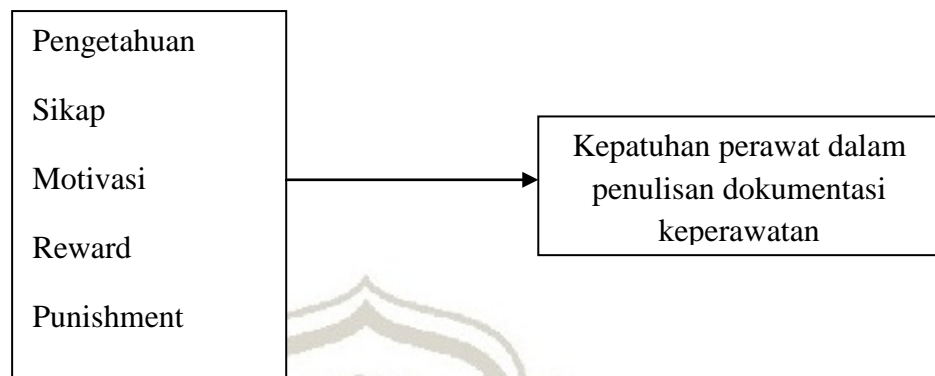 Pengetahuan
Sikap
Motivasi
Reward
Punishment
Kepatuhan perawat dalam
penulisan dokumentasi
keperawatan